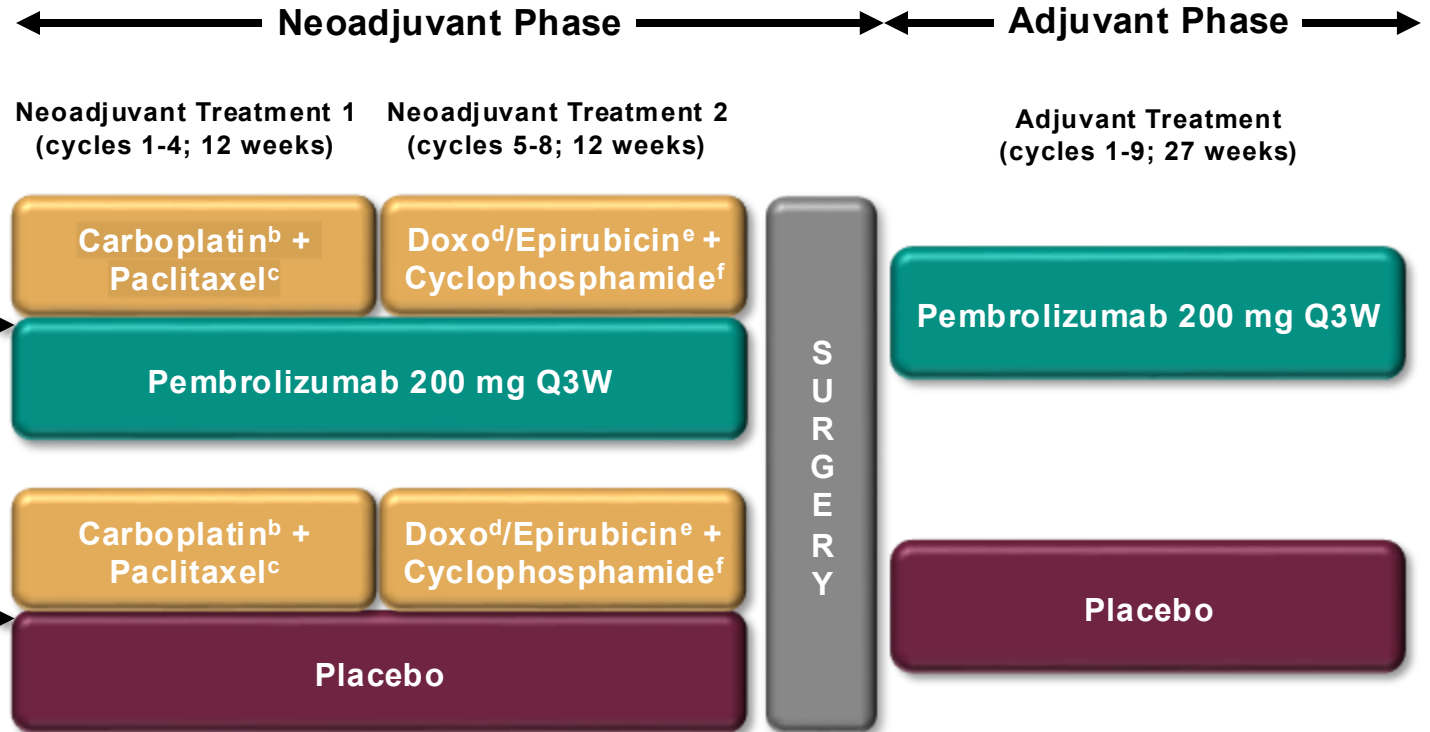 Neoadjuvant Phase
Adjuvant Phase
Neoadjuvant Treatment 1
(cycles 1-4; 12 weeks)
Neoadjuvant Treatment 2
(cycles 5-8; 12 weeks)
Adjuvant Treatment
(cycles 1-9; 27 weeks)
Carboplatinᵇ +
Paclitaxelᶜ
Doxoᵈ/Epirubicinᵉ +
Cyclophosphamideᶠ
Pembrolizumab 200 mg Q3W
SURGERY
Pembrolizumab 200 mg Q3W
Carboplatinᵇ +
Paclitaxelᶜ
Doxoᵈ/Epirubicinᵉ +
Cyclophosphamideᶠ
Placebo
Placebo